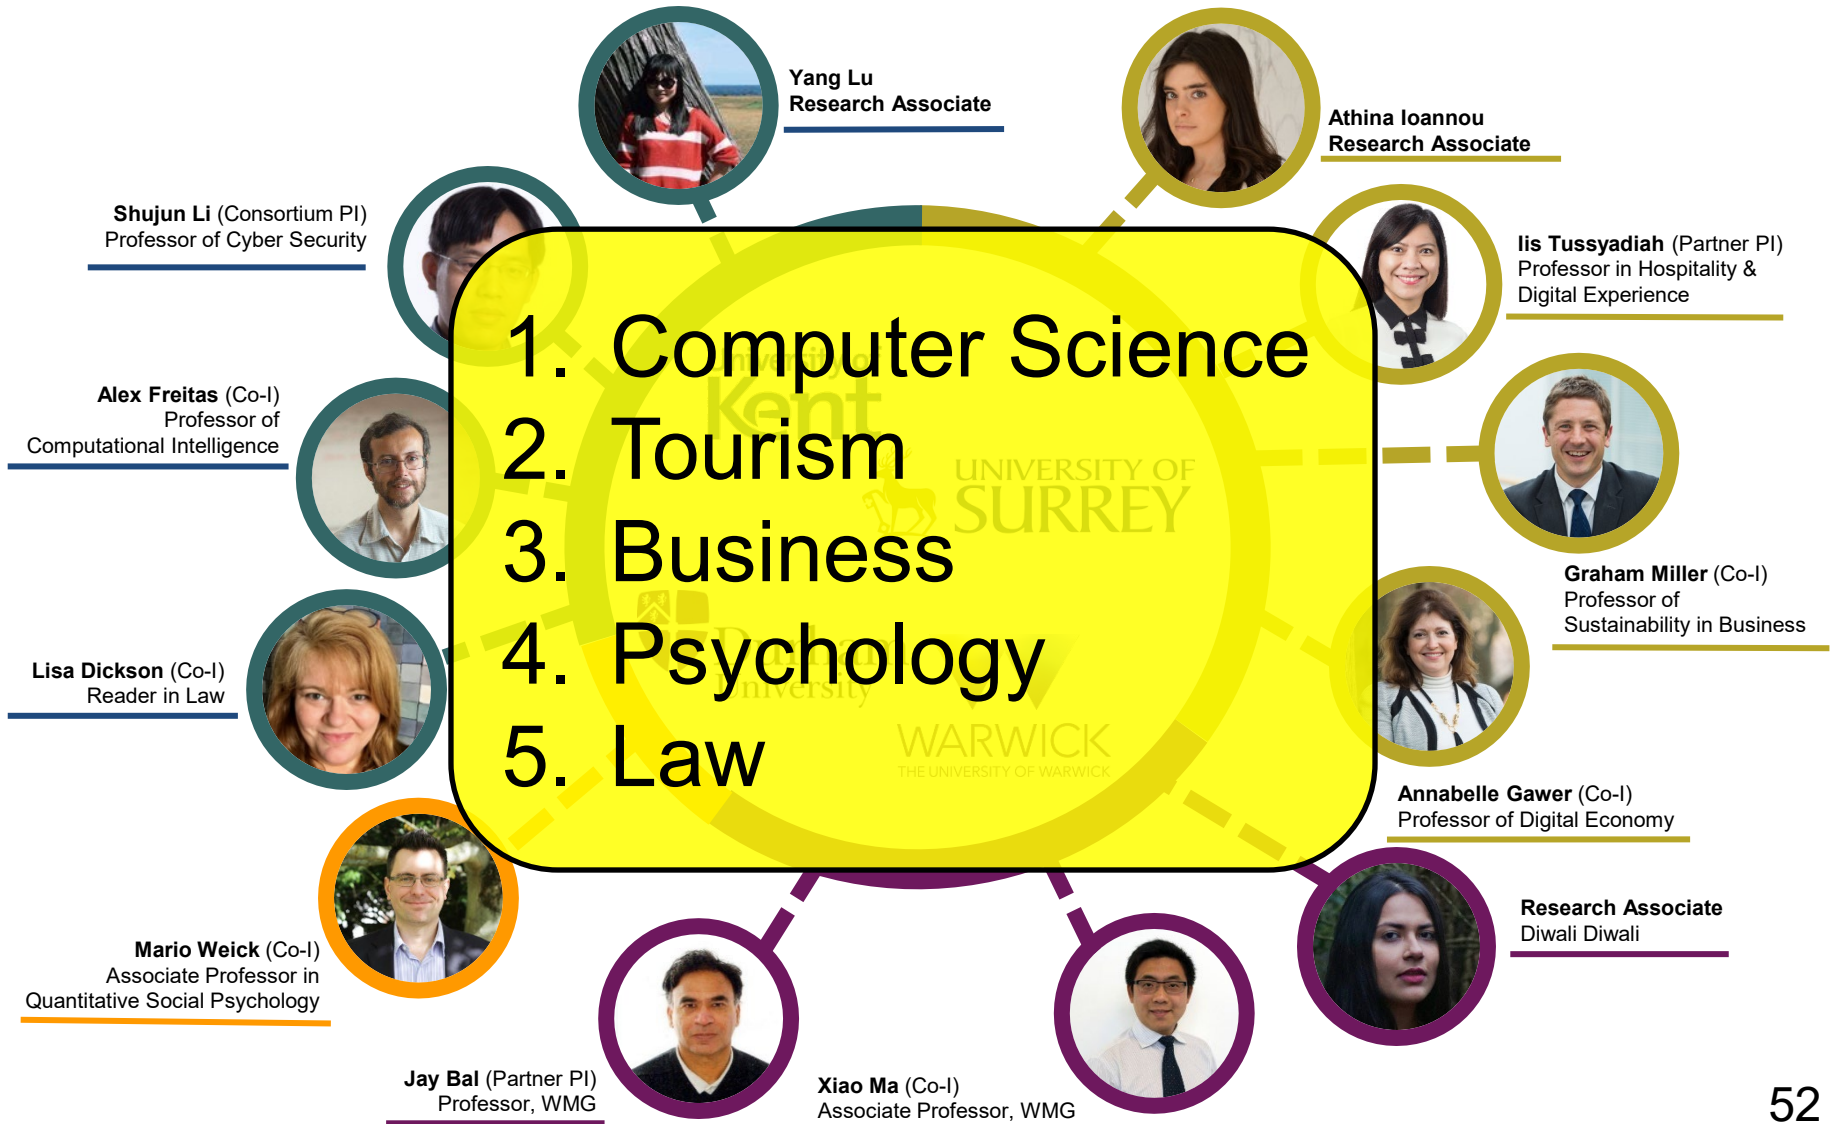 Yang Lu
Research Associate
Athina Ioannou
Research Associate
Shujun Li (Consortium PI)
Professor of Cyber Security
Iis Tussyadiah (Partner PI)
Professor in Hospitality &
Digital Experience
Alex Freitas (Co-I)
Professor of
Computational Intelligence
1. Computer Science
2. Tourism
3. Business
4. Psychology
5. Law
University of
Kent
UNIVERSITY OF
SURREY
Durham
University
WARWICK
THE UNIVERSITY OF WARWICK
Graham Miller (Co-I)
Professor of
Sustainability in Business
Lisa Dickson (Co-I)
Reader in Law
Annabelle Gawer (Co-I)
Professor of Digital Economy
Mario Weick (Co-I)
Associate Professor in
Quantitative Social Psychology
Research Associate
Diwali Diwali
Jay Bal (Partner PI)
Professor, WMG
Xiao Ma (Co-I)
Associate Professor, WMG
52